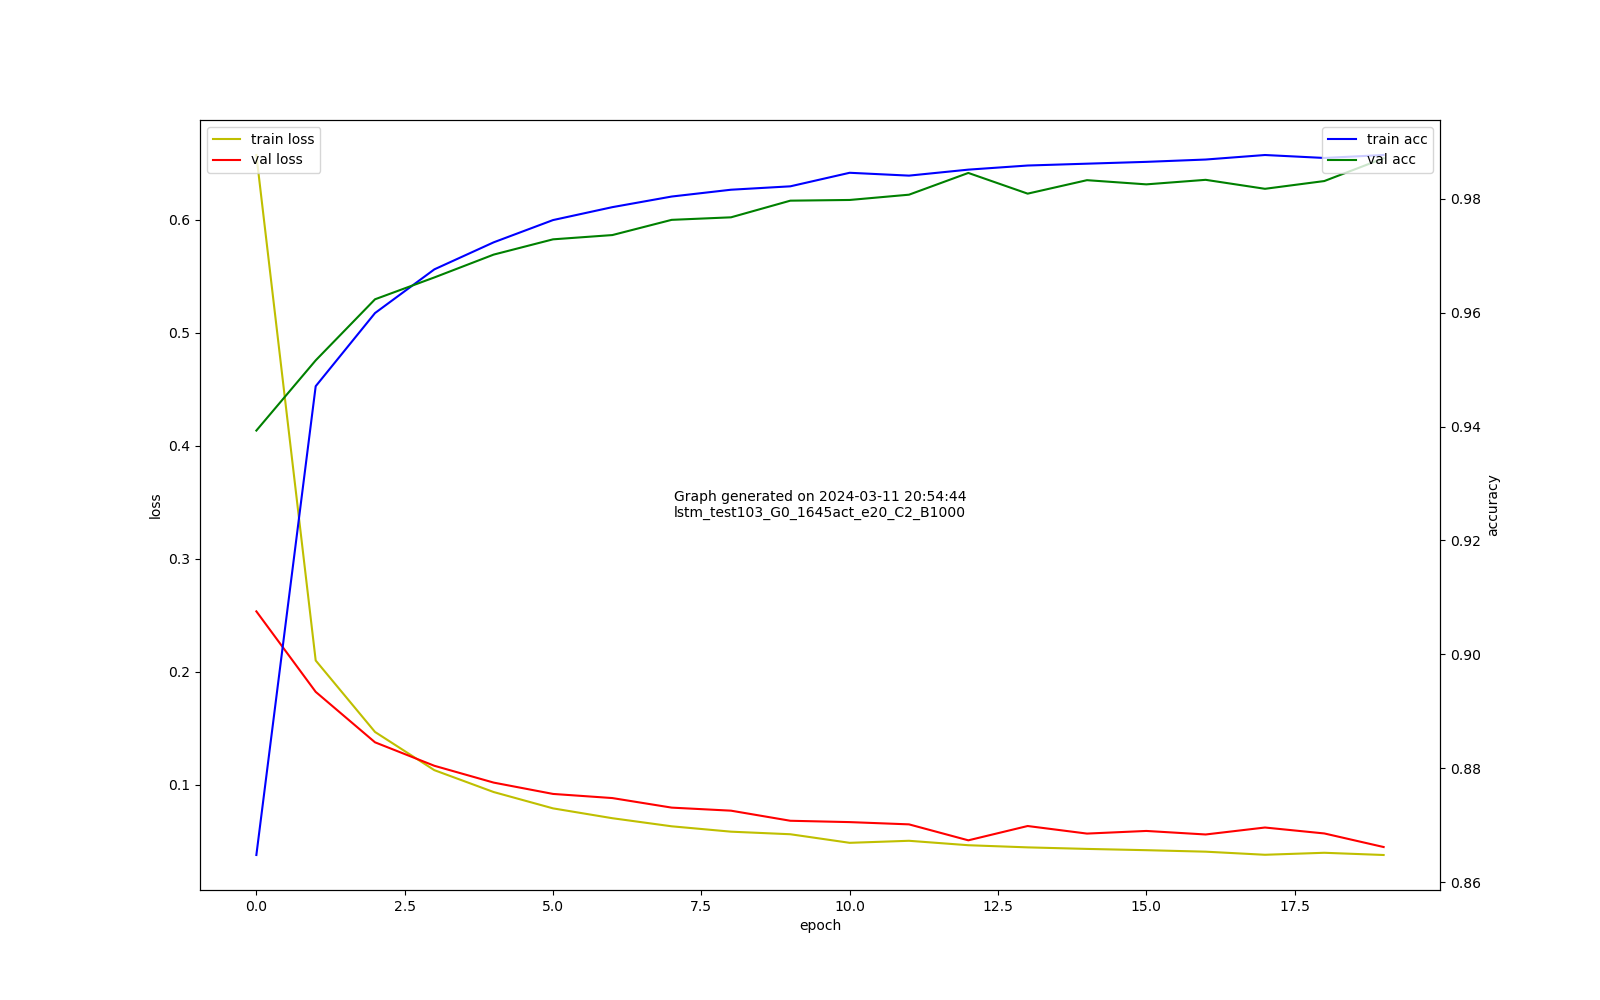 train loss
val loss
train acc
val acc
0.6
0.5
0.4
0.3
0.2
0.1
loss
Graph generated on 2024-03-11 20:54:44
lstm_test103_G0_1645act_e20_C2_B1000
0.98
0.96
0.94
0.92
0.90
0.88
0.86
accuracy
0.0 2.5 5.0 7.5 10.0 12.5 15.0 17.5
epoch